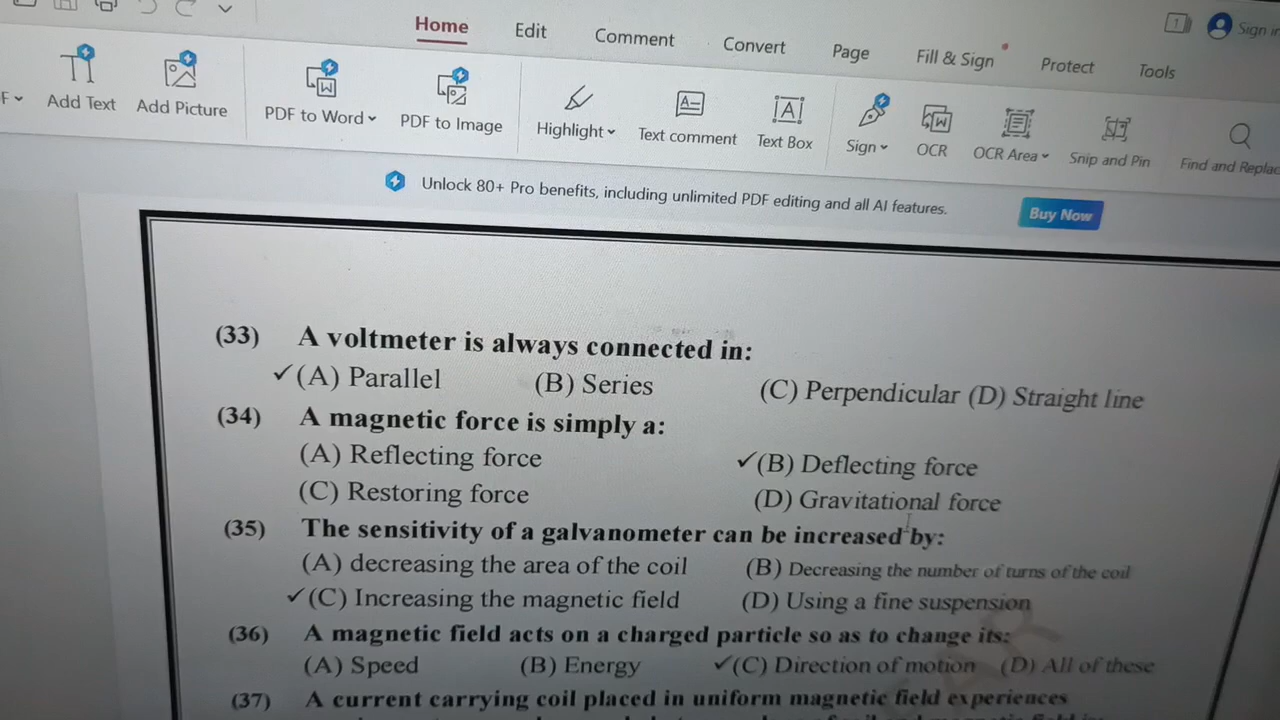 Home Edit Comment Convert Page Fill & Sign Protect Tools
Sign in
Add Text Add Picture PDF to Word PDF to Image Highlight Text comment Text Box Sign OCR OCR Area Snip and Pin
Unlock 80+ Pro benefits, including unlimited PDF editing and all AI features. Buy Now
(33) A voltmeter is always connected in:
✓(A) Parallel (B) Series (C) Perpendicular (D) Straight line
(34) A magnetic force is simply a:
(A) Reflecting force ✓(B) Deflecting force
(C) Restoring force (D) Gravitational force
(35) The sensitivity of a galvanometer can be increased by:
(A) decreasing the area of the coil (B) Decreasing the number of turns of the coil
✓(C) Increasing the magnetic field (D) Using a fine suspension
(36) A magnetic field acts on a charged particle so as to change its:
(A) Speed (B) Energy ✓(C) Direction of motion (D) All of these
(37) A current carrying coil placed in uniform magnetic field experiences